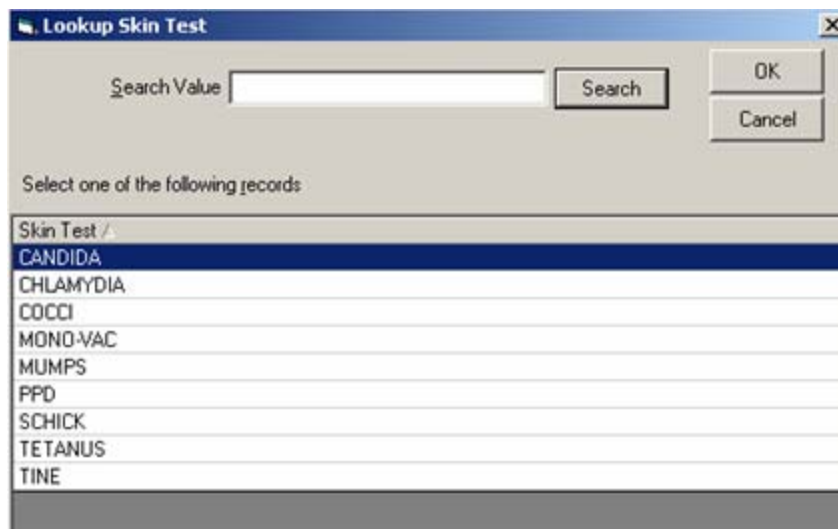 Lookup Skin Test
Search Value
Search
OK
Cancel
Select one of the following records
Skin Test
CANDIDA
CHLAMYDIA
COCCI
MONO-VAC
MUMPS
PPD
SCHICK
TETANUS
TINE